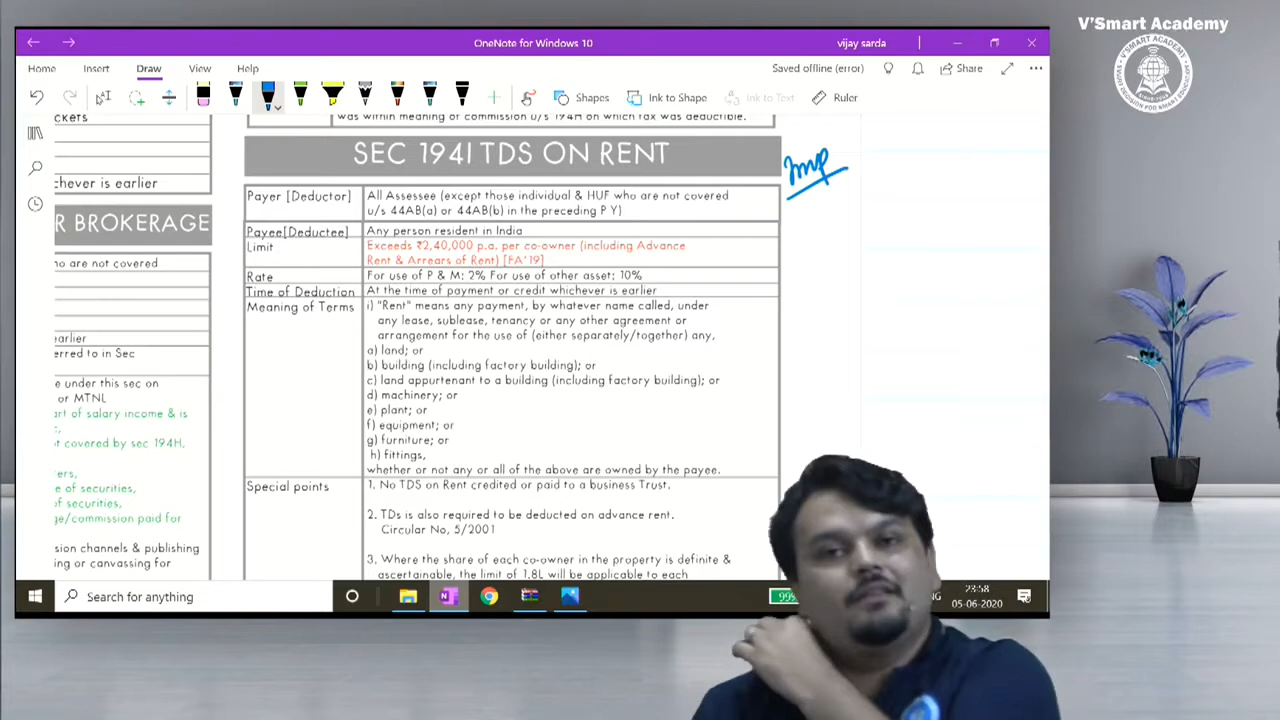 V'Smart Academy
OneNote for Windows 10
vijay sarda
Home Insert Draw View Help
Saved offline (error)
Share
Shapes
Ink to Shape
Ink to Text
Ruler
ckets
chever is earlier
R BROKERAGE
ho are not covered
earlier
erred to in Sec
e under this sec on
or MTNL
art of salary income & is
t covered by sec 194H.
ers,
e of securities,
of securities,
ge/commission paid for
sion channels & publishing
ing or canvassing for
was within meaning of commission u/s 194H on which tax was deductible.
SEC 194I TDS ON RENT
Imp
Payer [Deductor] All Assessee (except those individual & HUF who are not covered
u/s 44AB(a) or 44AB(b) in the preceding P Y)
Payee[Deductee] Any person resident in India
Limit Exceeds ₹2,40,000 p.a. per co-owner (including Advance
Rent & Arrears of Rent) [FA'19]
Rate For use of P & M: 2% For use of other asset; 10%
Time of Deduction At the time of payment or credit whichever is earlier
Meaning of Terms i) "Rent" means any payment, by whatever name called, under
any lease, sublease, tenancy or any other agreement or
arrangement for the use of (either separately/together) any,
a) land; or
b) building (including factory building); or
c) land appurtenant to a building (including factory building); or
d) machinery; or
e) plant; or
f) equipment; or
g) furniture; or
h) fittings,
whether or not any or all of the above are owned by the payee.
Special points 1. No TDS on Rent credited or paid to a business Trust.
2. TDs is also required to be deducted on advance rent.
Circular No, 5/2001
3. Where the share of each co-owner in the property is definite &
ascertainable, the limit of 1.8L will be applicable to each
Search for anything
99%
NG
23:58
05-06-2020